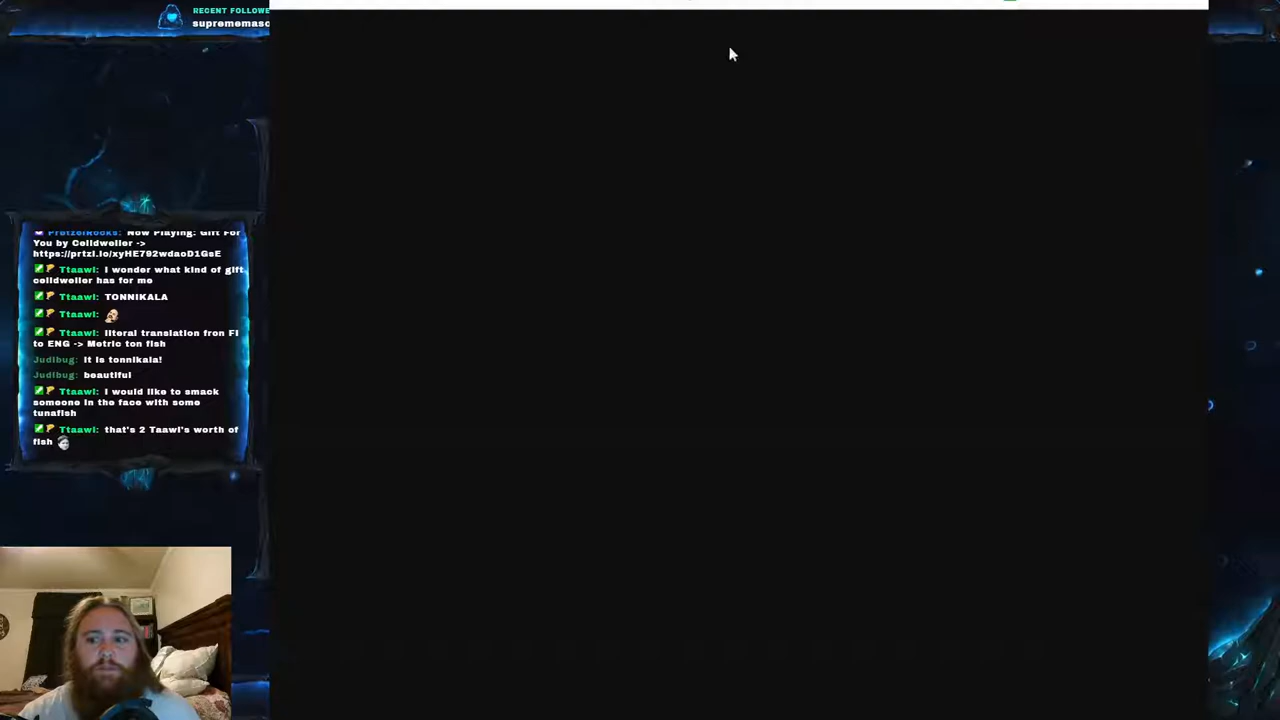 RECENT FOLLOWE
suprememasc
PretzelRocks: Now Playing: Gift For
You by Celldweller ->
https://prtzl.io/xyHE792wdaoD1GsE
Ttaawi: I wonder what kind of gift
celldweller has for me
Ttaawi: TONNIKALA
Ttaawi:
Ttaawi: literal translation fron FI
to ENG -> Metric ton fish
Judibug: it is tonnikala!
Judibug: beautiful
Ttaawi: I would like to smack
someone in the face with some
tunafish
Ttaawi: that's 2 Taawi's worth of
fish